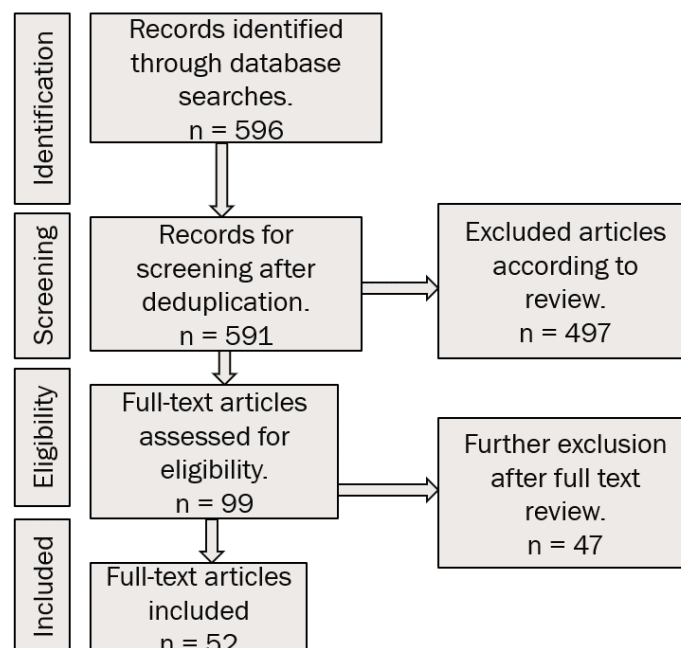 Identification
Records identified
through database
searches.
n = 596
Screening
Records for
screening after
deduplication.
n = 591
Excluded articles
according to
review.
n = 497
Eligibility
Full-text articles
assessed for
eligibility.
n = 99
Further exclusion
after full text
review.
n = 47
Included
Full-text articles
included
n = 52